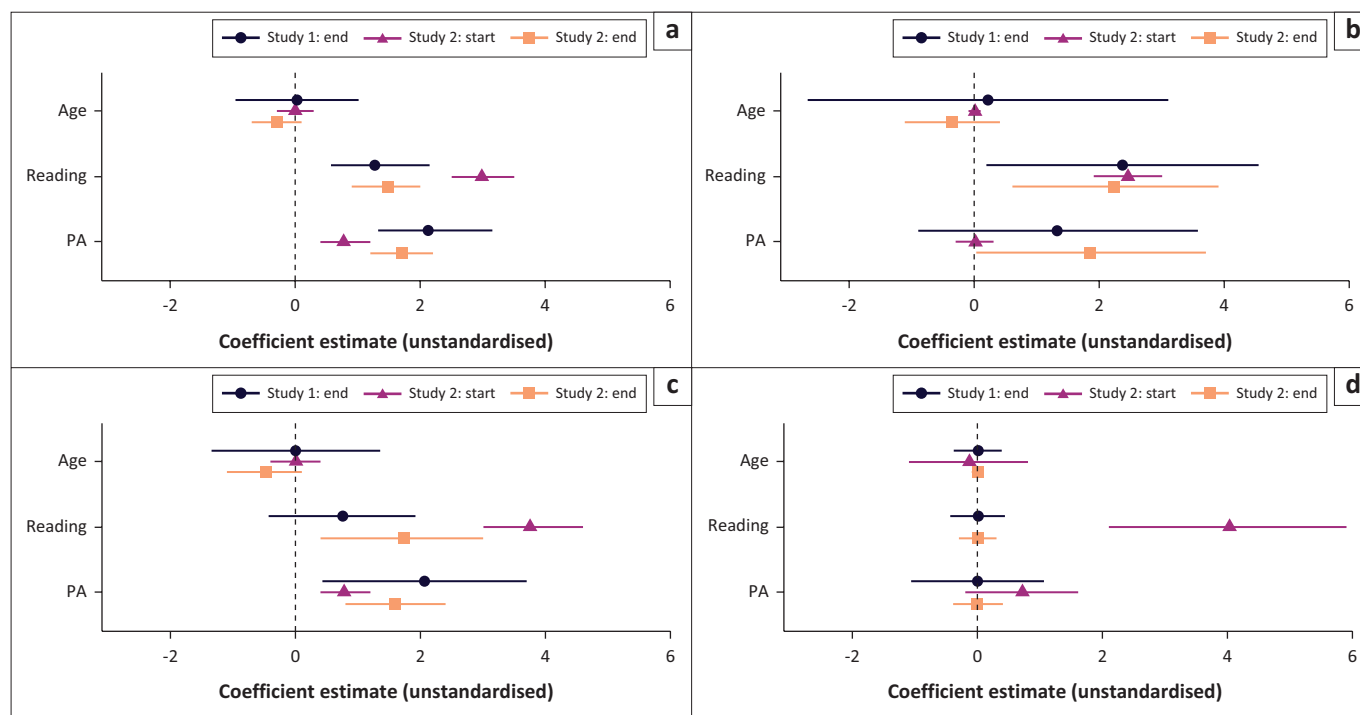 Study 1: end Study 2: start Study 2: end a
Age
Reading
PA
-2 0 2 4 6
Coefficient estimate (unstandardised)
Study 1: end Study 2: start Study 2: end b
Age
Reading
PA
-2 0 2 4 6
Coefficient estimate (unstandardised)
Study 1: end Study 2: start Study 2: end c
Age
Reading
PA
-2 0 2 4 6
Coefficient estimate (unstandardised)
Study 1: end Study 2: start Study 2: end d
Age
Reading
PA
-2 0 2 4 6
Coefficient estimate (unstandardised)